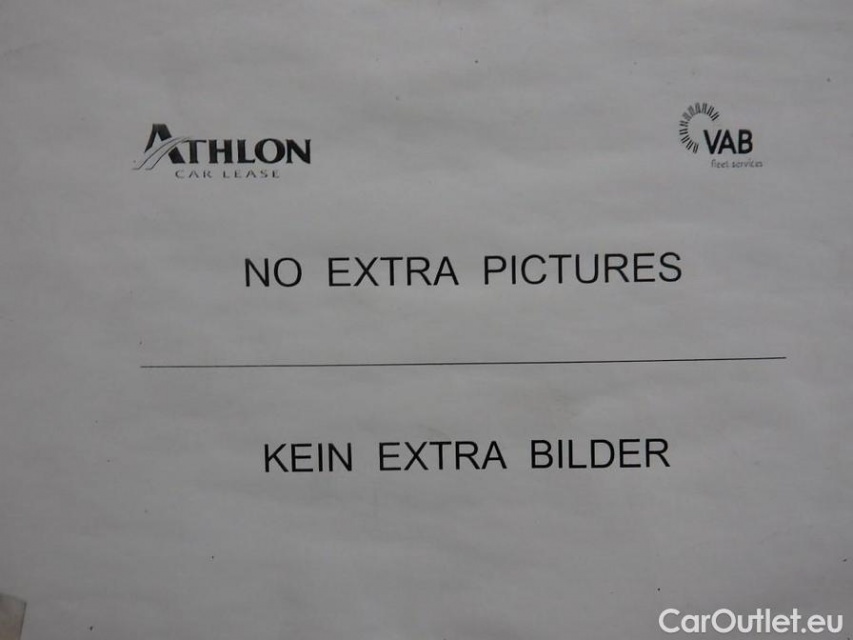 ATHLON
CAR LEASE
VAB
fleet services
NO EXTRA PICTURES
KEIN EXTRA BILDER
CarOutlet.eu